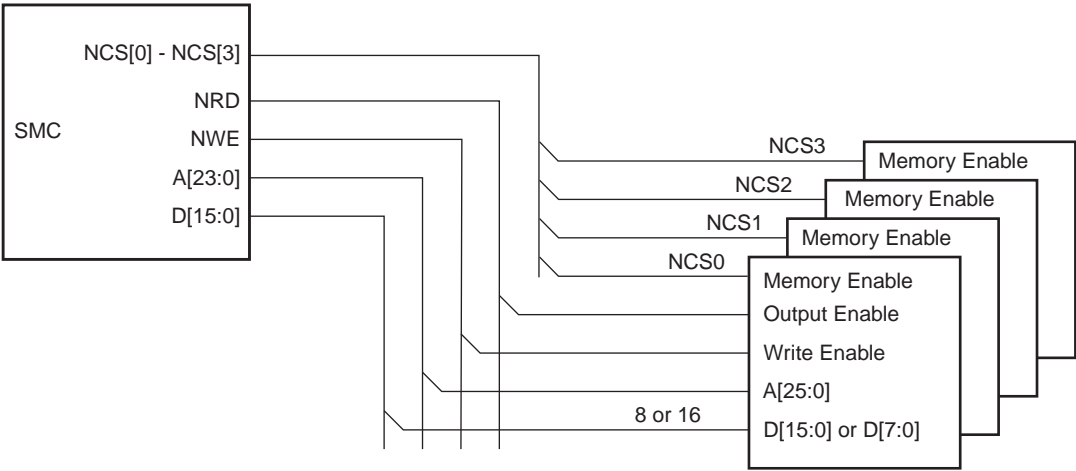 NCS[0] - NCS[3]
NRD
SMC
NWE
A[23:0]
D[15:0]
NCS3
Memory Enable
NCS2
Memory Enable
NCS1
Memory Enable
NCS0
Memory Enable
Output Enable
Write Enable
A[25:0]
8 or 16
D[15:0] or D[7:0]